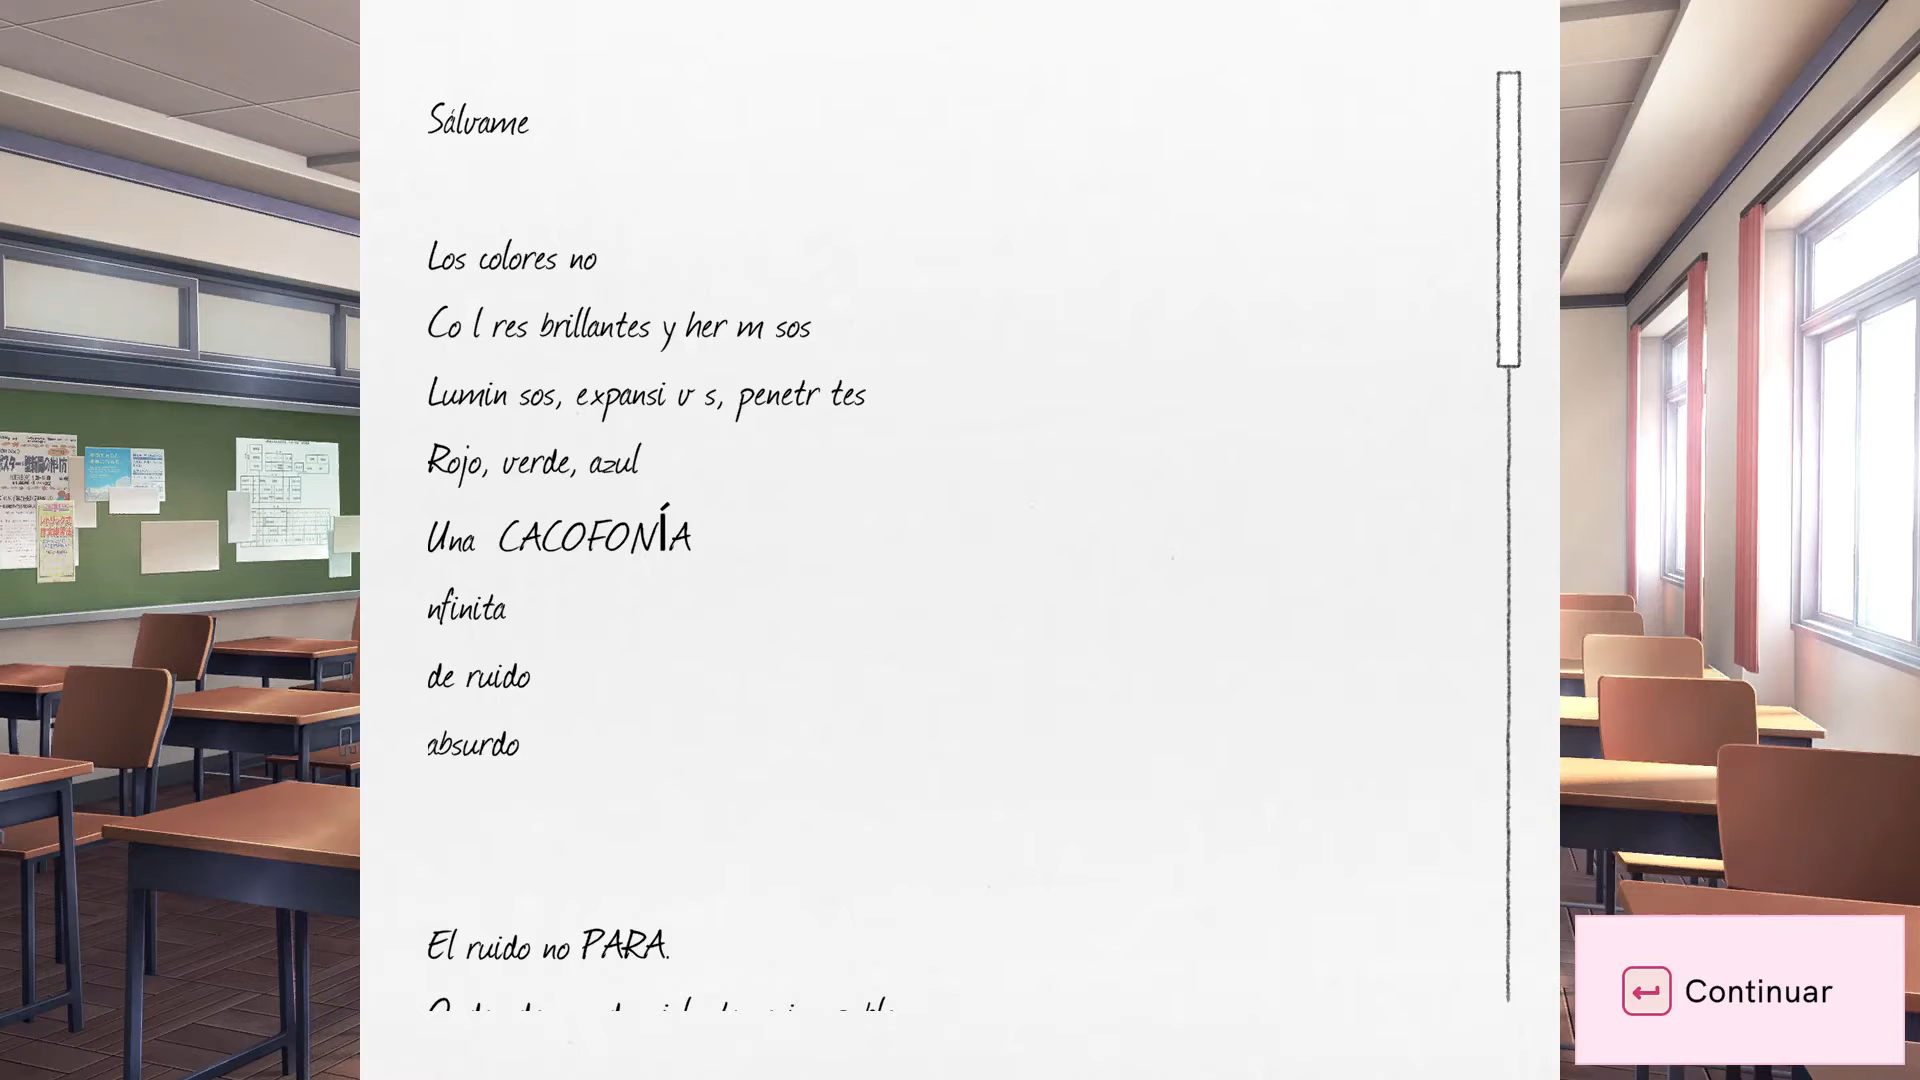 Sálvame
Los colores no
Co l res brillantes y her m sos
Lumin sos, expansi v s, penetr tes
Rojo, verde, azul
Una CACOFONÍA
nfinita
de ruido
absurdo
El ruido no PARA.
Continuar